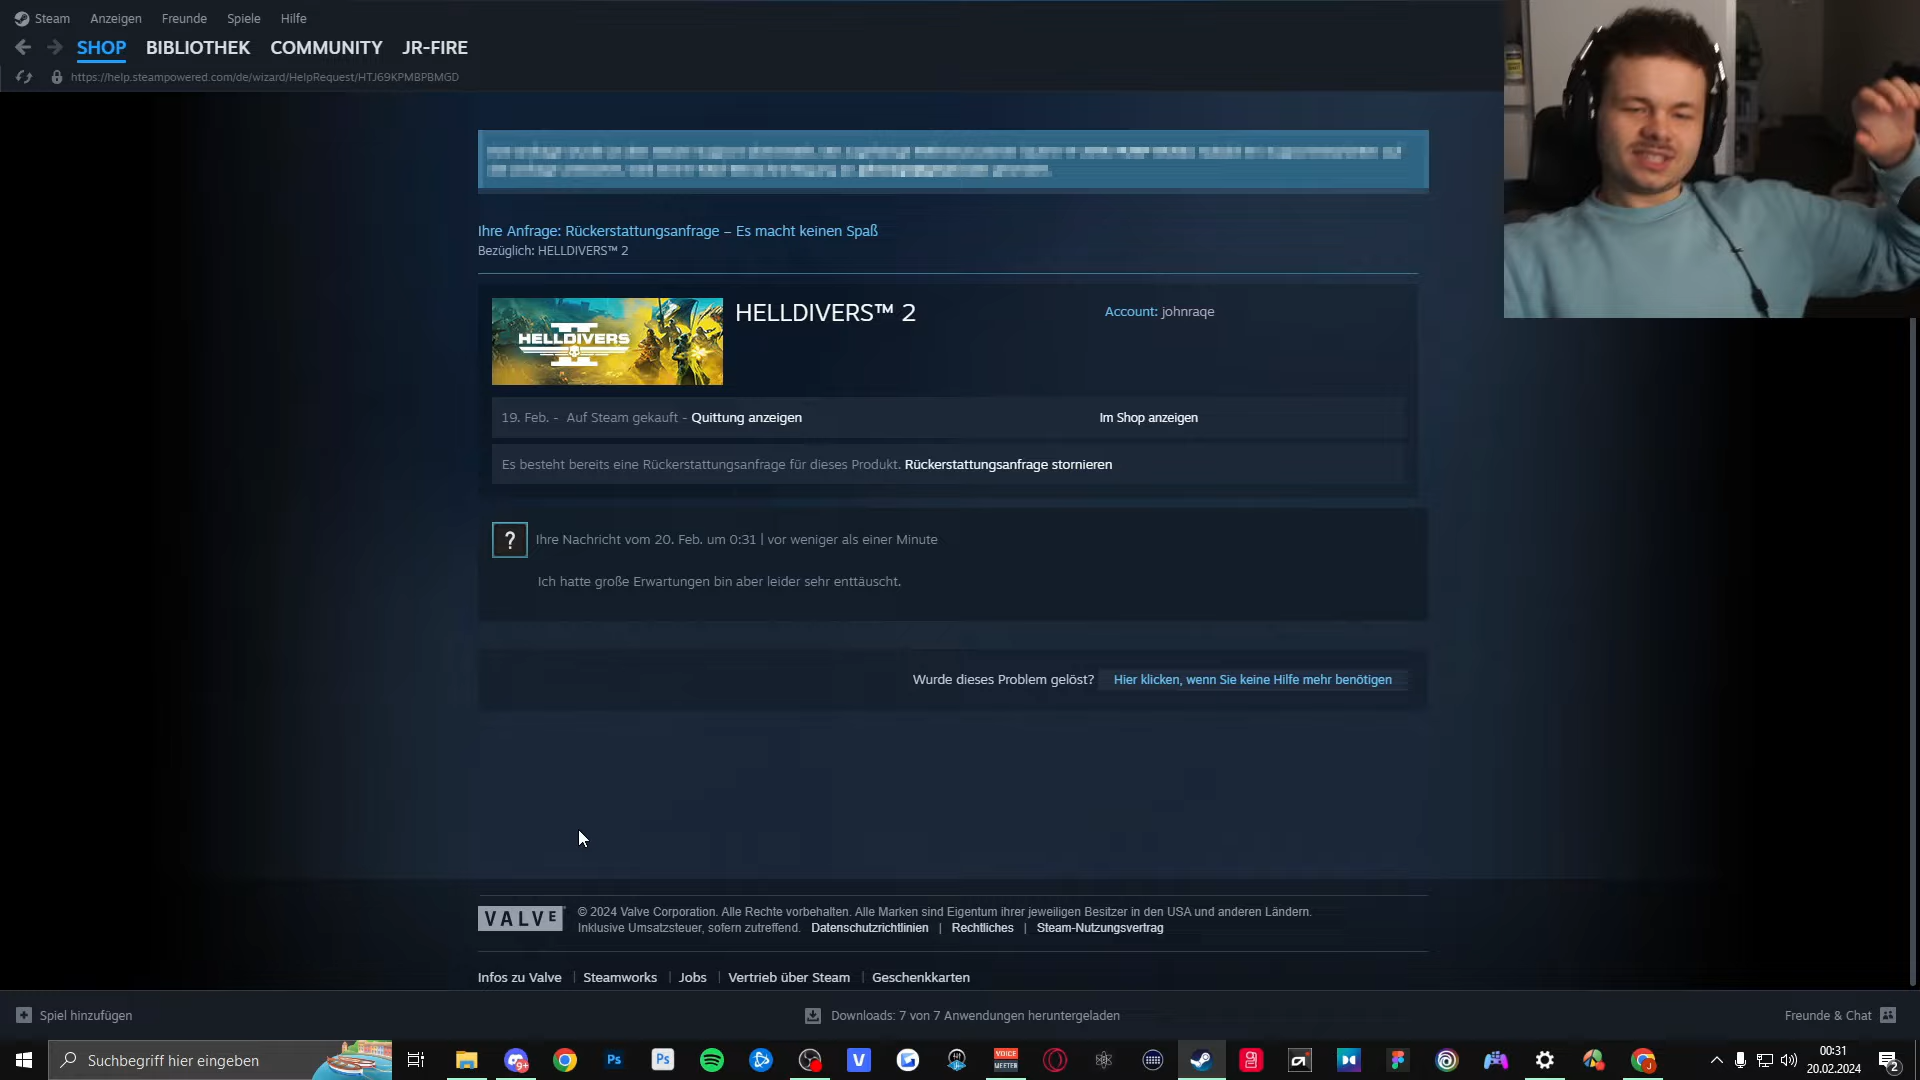 Steam Anzeigen Freunde Spiele Hilfe
SHOP BIBLIOTHEK COMMUNITY JR-FIRE
https://help.steampowered.com/de/wizard/HelpRequest/HTJ69KPMBPBMGD
Ihre Anfrage: Rückerstattungsanfrage – Es macht keinen Spaß
Bezüglich: HELLDIVERS™ 2
HELLDIVERS
HELLDIVERS™ 2
Account: johnraqe
19. Feb. - Auf Steam gekauft - Quittung anzeigen
Im Shop anzeigen
Es besteht bereits eine Rückerstattungsanfrage für dieses Produkt. Rückerstattungsanfrage stornieren
? Ihre Nachricht vom 20. Feb. um 0:31 | vor weniger als einer Minute
Ich hatte große Erwartungen bin aber leider sehr enttäuscht.
Wurde dieses Problem gelöst? Hier klicken, wenn Sie keine Hilfe mehr benötigen
VALVE
© 2024 Valve Corporation. Alle Rechte vorbehalten. Alle Marken sind Eigentum ihrer jeweiligen Besitzer in den USA und anderen Ländern.
Inklusive Umsatzsteuer, sofern zutreffend. Datenschutzrichtlinien | Rechtliches | Steam-Nutzungsvertrag
Infos zu Valve | Steamworks | Jobs | Vertrieb über Steam | Geschenkkarten
Spiel hinzufügen
Downloads: 7 von 7 Anwendungen heruntergeladen
Freunde & Chat
Suchbegriff hier eingeben
9+
Ps
Ps
V
VOICE
MEETER
00:31
20.02.2024
2